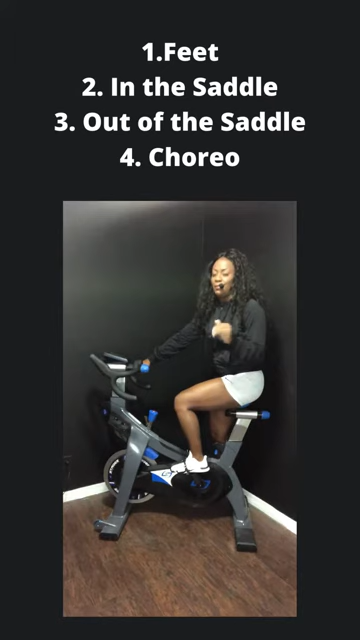 1.Feet
2. In the Saddle
3. Out of the Saddle
4. Choreo